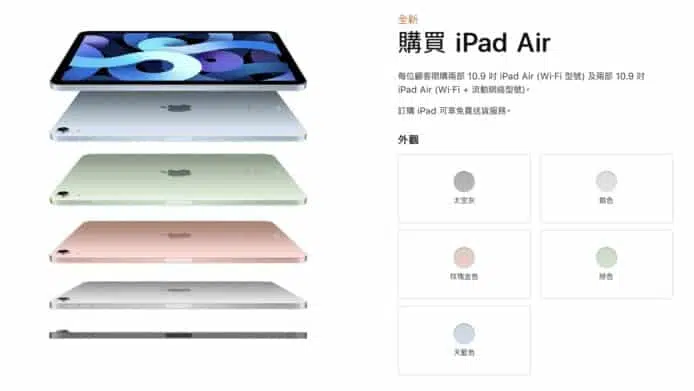 全新
購買 iPad Air
每位顧客限購兩部 10.9 吋 iPad Air (Wi-Fi 型號) 及兩部 10.9 吋
iPad Air (Wi-Fi + 流動網絡型號)。
訂購 iPad 可享免費送貨服務。
外觀
太空灰
銀色
玫瑰金色
綠色
天藍色